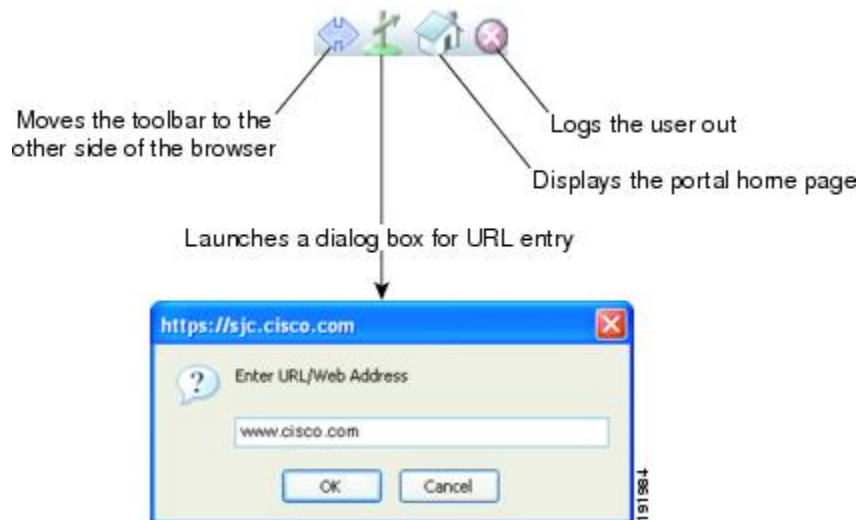 Moves the toolbar to the
other side of the browser
Logs the user out
Displays the portal home page
Launches a dialog box for URL entry
https://sjc.cisco.com
?
Enter URL/Web Address
www.cisco.com
OK
Cancel
191984